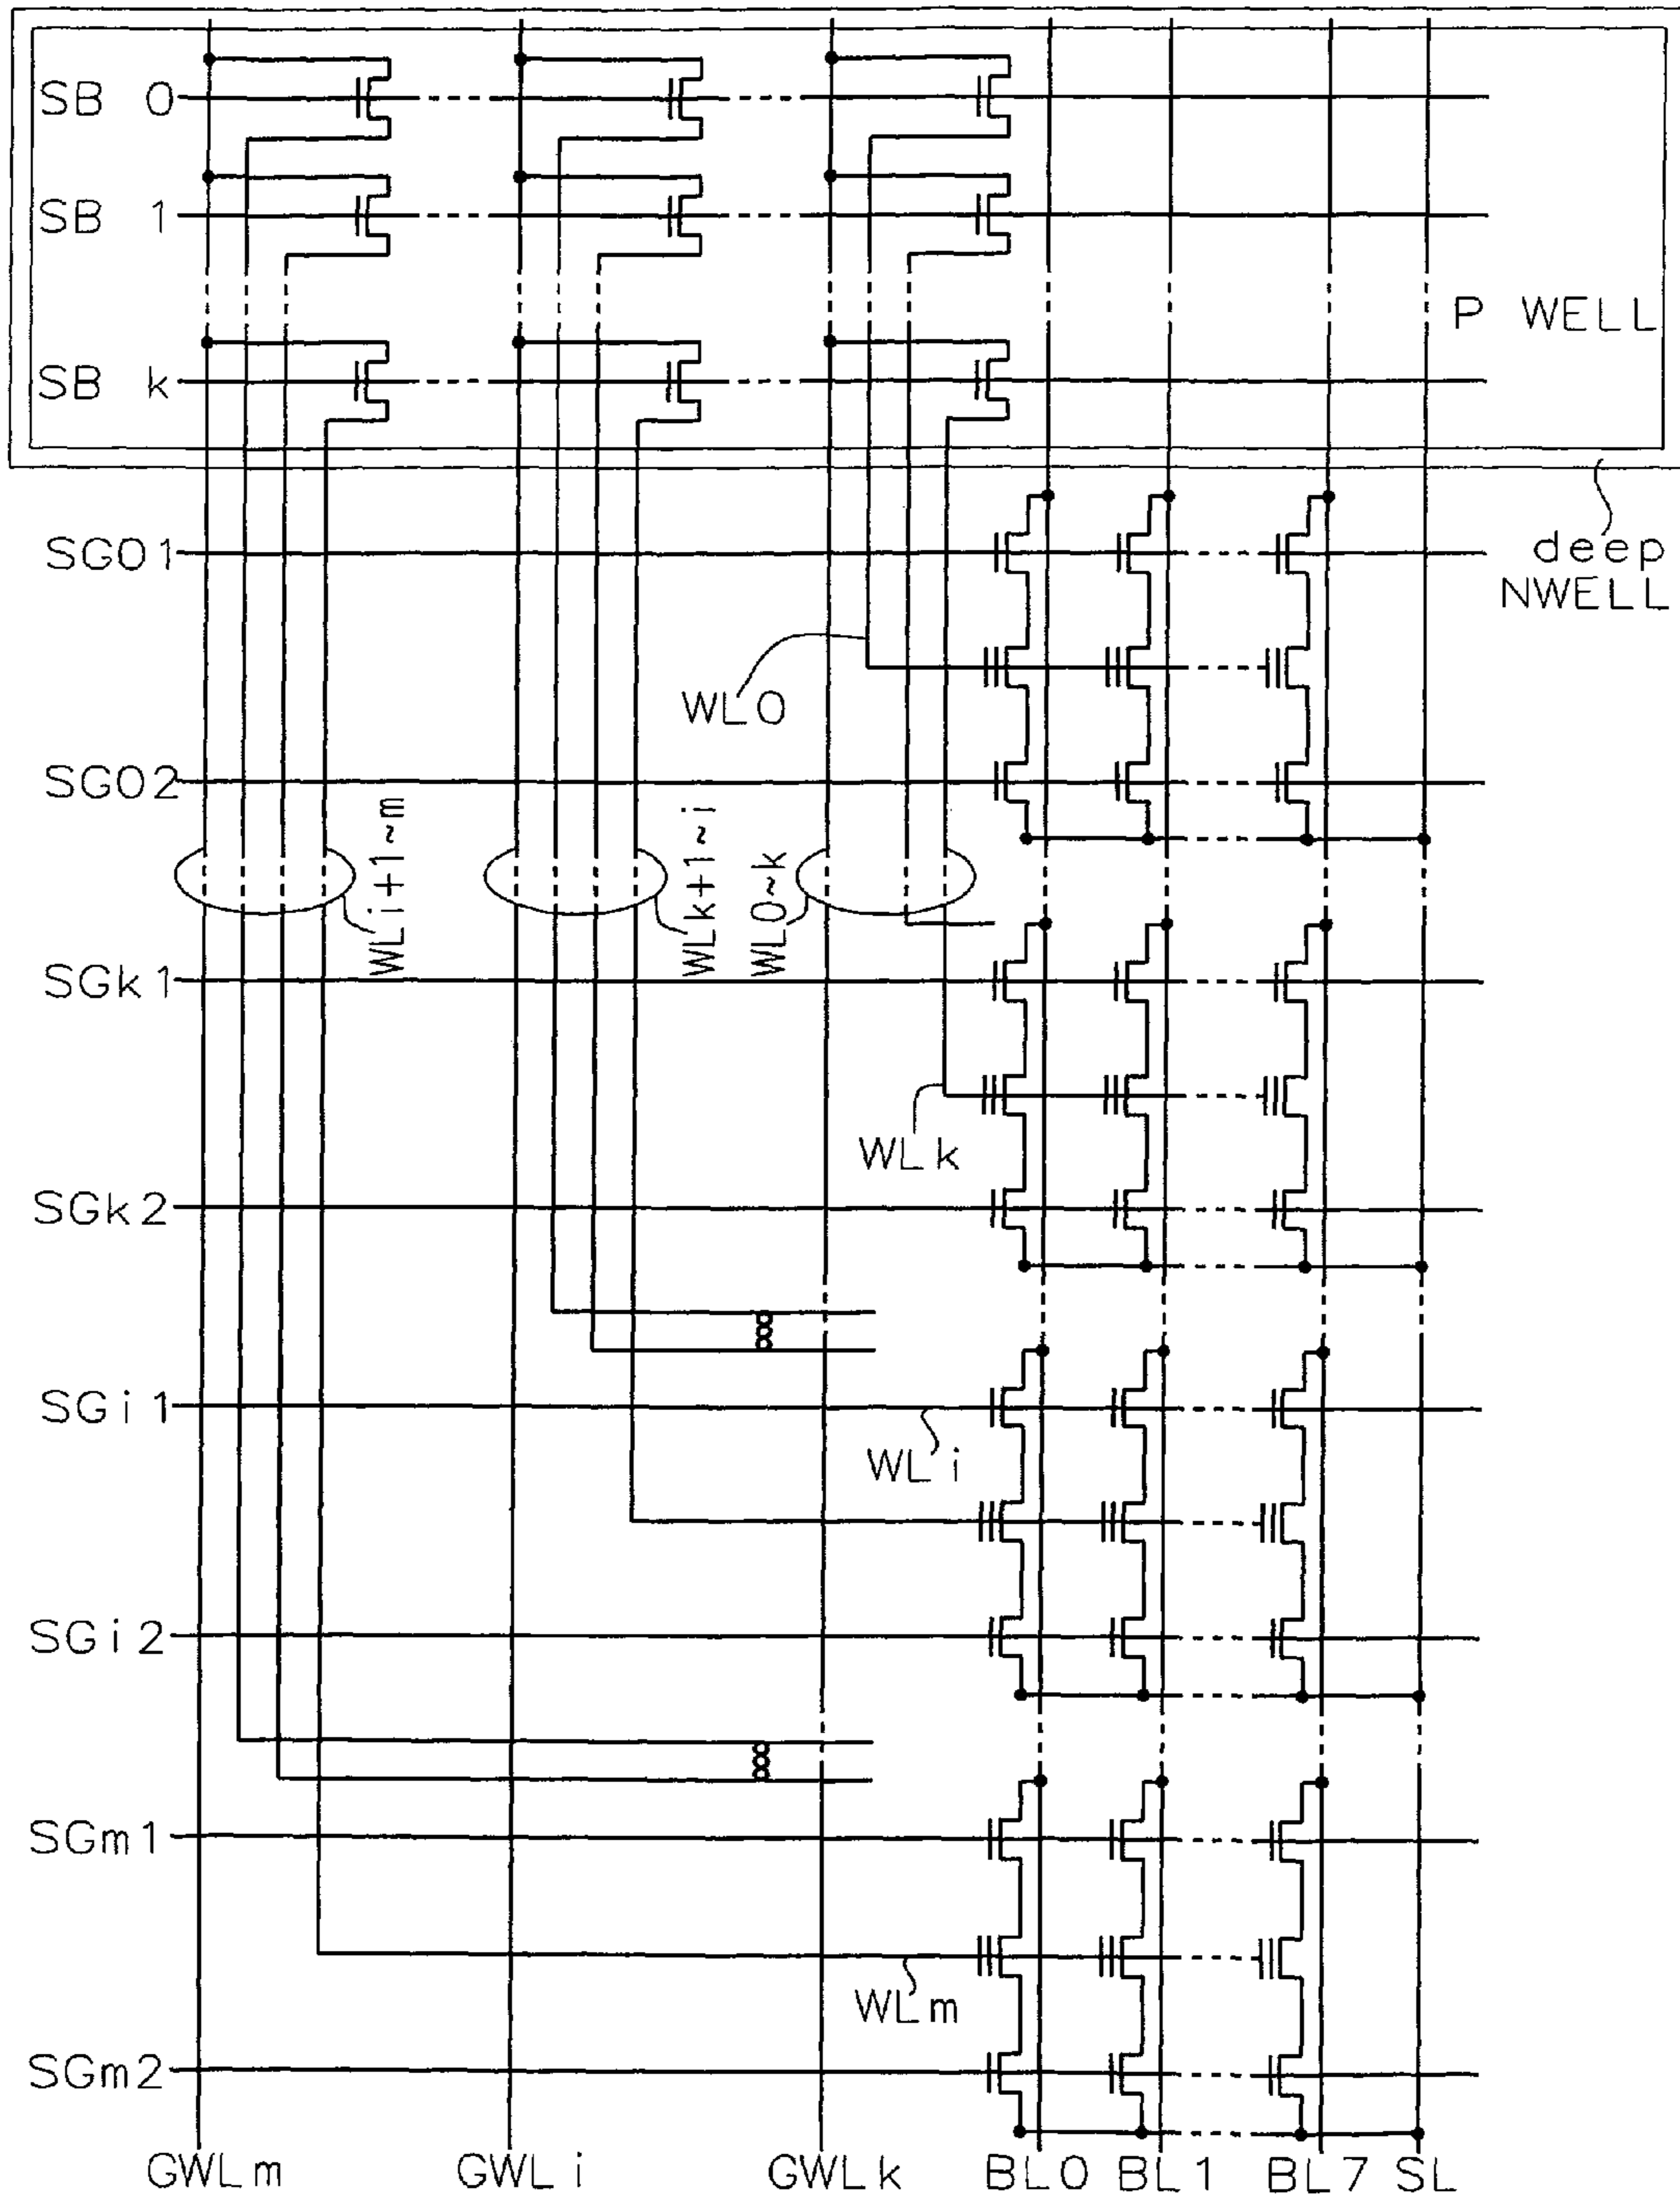 SB 0
SB 1
P WELL
SB k
SG01
deep
NWELL
WL0
SG02
WLi+1~m
WLk+1~i
WL0~k
SGk1
WLk
SGk2
SGi1
WLi
SGi2
SGm1
WLm
SGm2
GWLm GWLi GWLk BL0 BL1 BL7 SL